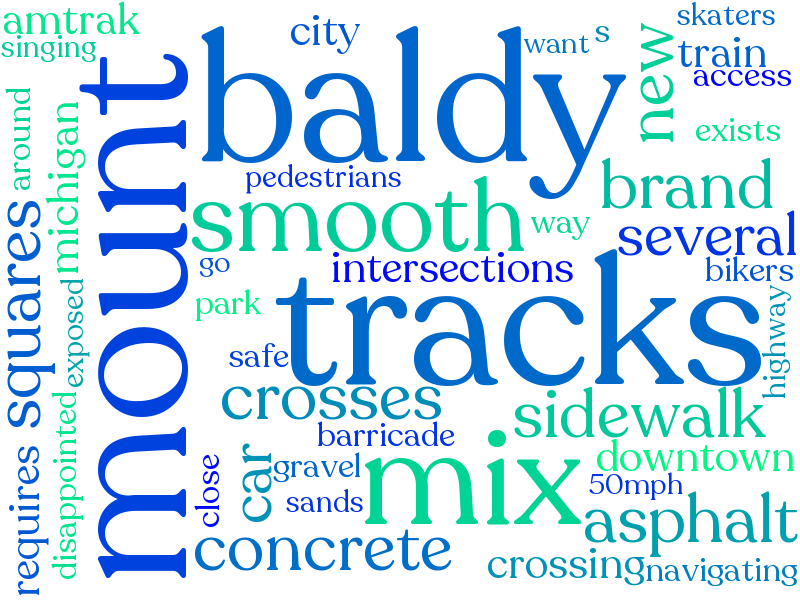 amtrak
singing
city
want
s
skaters
train
access
new
baldy
mount
around
michigan
exists
pedestrians
brand
smooth
way
several
squares
go
intersections
bikers
park
tracks
highway
exposed
safe
crosses
sidewalk
disappointed
barricade
downtown
requires
close
car
gravel
mix
50mph
sands
asphalt
concrete
crossing
navigating